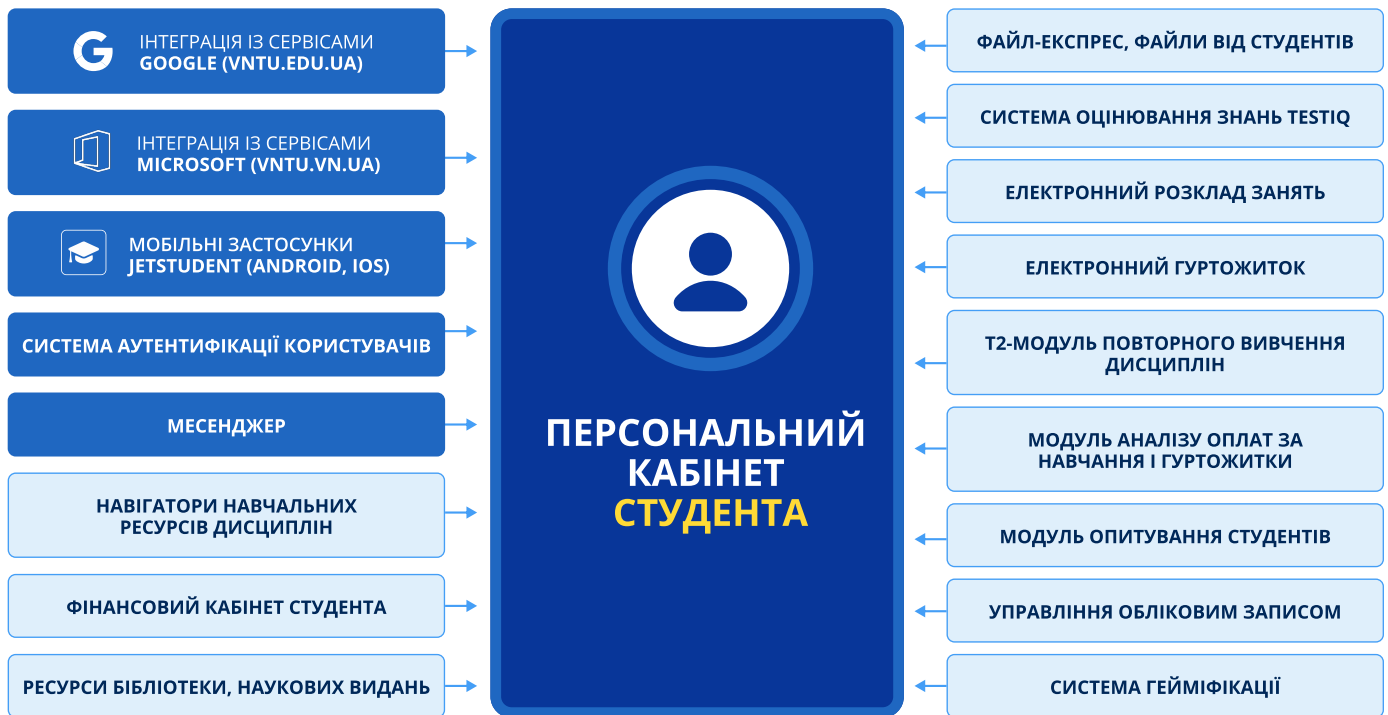 ІНТЕГРАЦІЯ ІЗ СЕРВІСАМИ
GOOGLE (VNTU.EDU.UA)
ІНТЕГРАЦІЯ ІЗ СЕРВІСАМИ
MICROSOFT (VNTU.VN.UA)
МОБІЛЬНІ ЗАСТОСУНКИ
JETSTUDENT (ANDROID, IOS)
СИСТЕМА АУТЕНТИФІКАЦІЇ КОРИСТУВАЧІВ
МЕСЕНДЖЕР
НАВІГАТОРИ НАВЧАЛЬНИХ
РЕСУРСІВ ДИСЦИПЛІН
ФІНАНСОВИЙ КАБІНЕТ СТУДЕНТА
РЕСУРСИ БІБЛІОТЕКИ, НАУКОВИХ ВИДАНЬ
ПЕРСОНАЛЬНИЙ
КАБІНЕТ
СТУДЕНТА
ФАЙЛ-ЕКСПРЕС, ФАЙЛИ ВІД СТУДЕНТІВ
СИСТЕМА ОЦІНЮВАННЯ ЗНАНЬ TESTIQ
ЕЛЕКТРОННИЙ РОЗКЛАД ЗАНЯТЬ
ЕЛЕКТРОННИЙ ГУРТОЖИТОК
Т2-МОДУЛЬ ПОВТОРНОГО ВИВЧЕННЯ
ДИСЦИПЛІН
МОДУЛЬ АНАЛІЗУ ОПЛАТ ЗА
НАВЧАННЯ І ГУРТОЖИТКИ
МОДУЛЬ ОПИТУВАННЯ СТУДЕНТІВ
УПРАВЛІННЯ ОБЛІКОВИМ ЗАПИСОМ
СИСТЕМА ГЕЙМІФІКАЦІЇ